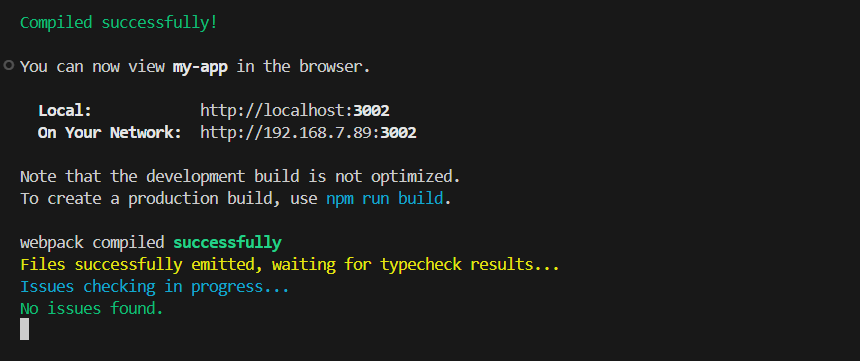 Compiled successfully!
You can now view my-app in the browser.
Local: http://localhost:3002
On Your Network: http://192.168.7.89:3002
Note that the development build is not optimized.
To create a production build, use npm run build.
webpack compiled successfully
Files successfully emitted, waiting for typecheck results...
Issues checking in progress...
No issues found.